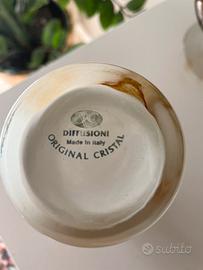 DIFFUSIONI
Made in Italy
ORIGINAL CRISTAL
subito